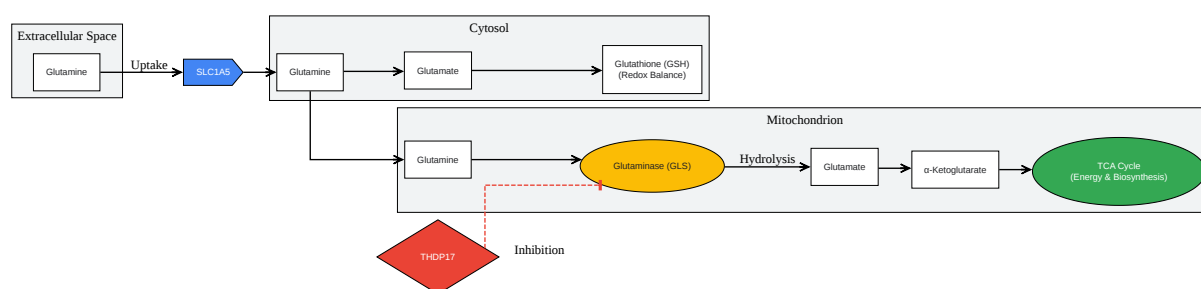 Extracellular Space
Glutamine
Uptake
SLC1A5
Cytosol
Glutamine
Glutamate
Glutathione (GSH)
(Redox Balance)
Mitochondrion
Glutamine
Glutaminase (GLS)
Hydrolysis
Glutamate
α-Ketoglutarate
TCA Cycle
(Energy & Biosynthesis)
THDP17
Inhibition